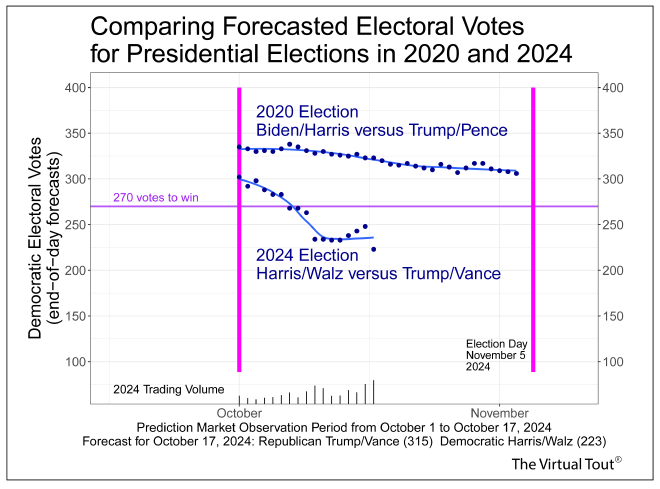 Comparing Forecasted Electoral Votes
for Presidential Elections in 2020 and 2024
Democratic Electoral Votes
(end−of−day forecasts)
400
350
300
250
200
150
100
400
350
300
250
200
150
100
2020 Election
Biden/Harris versus Trump/Pence
270 votes to win
2024 Election
Harris/Walz versus Trump/Vance
Election Day
November 5
2024
2024 Trading Volume
October
November
Prediction Market Observation Period from October 1 to October 17, 2024
Forecast for October 17, 2024: Republican Trump/Vance (315) Democratic Harris/Walz (223)
The Virtual Tout®